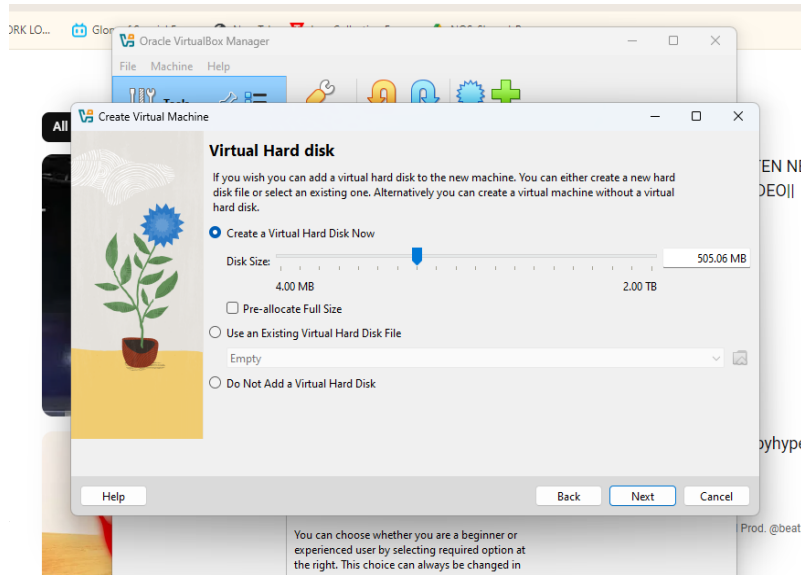 ORK LO...
Glo
Oracle VirtualBox Manager
File Machine Help
Create Virtual Machine
All
Virtual Hard disk
If you wish you can add a virtual hard disk to the new machine. You can either create a new hard
disk file or select an existing one. Alternatively you can create a virtual machine without a virtual
hard disk.
Create a Virtual Hard Disk Now
Disk Size:
505.06 MB
4.00 MB
2.00 TB
Pre-allocate Full Size
Use an Existing Virtual Hard Disk File
Empty
Do Not Add a Virtual Hard Disk
Help
Back
Next
Cancel
EN NE
DEO||
byhype
Prod. @beat
You can choose whether you are a beginner or
experienced user by selecting required option at
the right. This choice can always be changed in